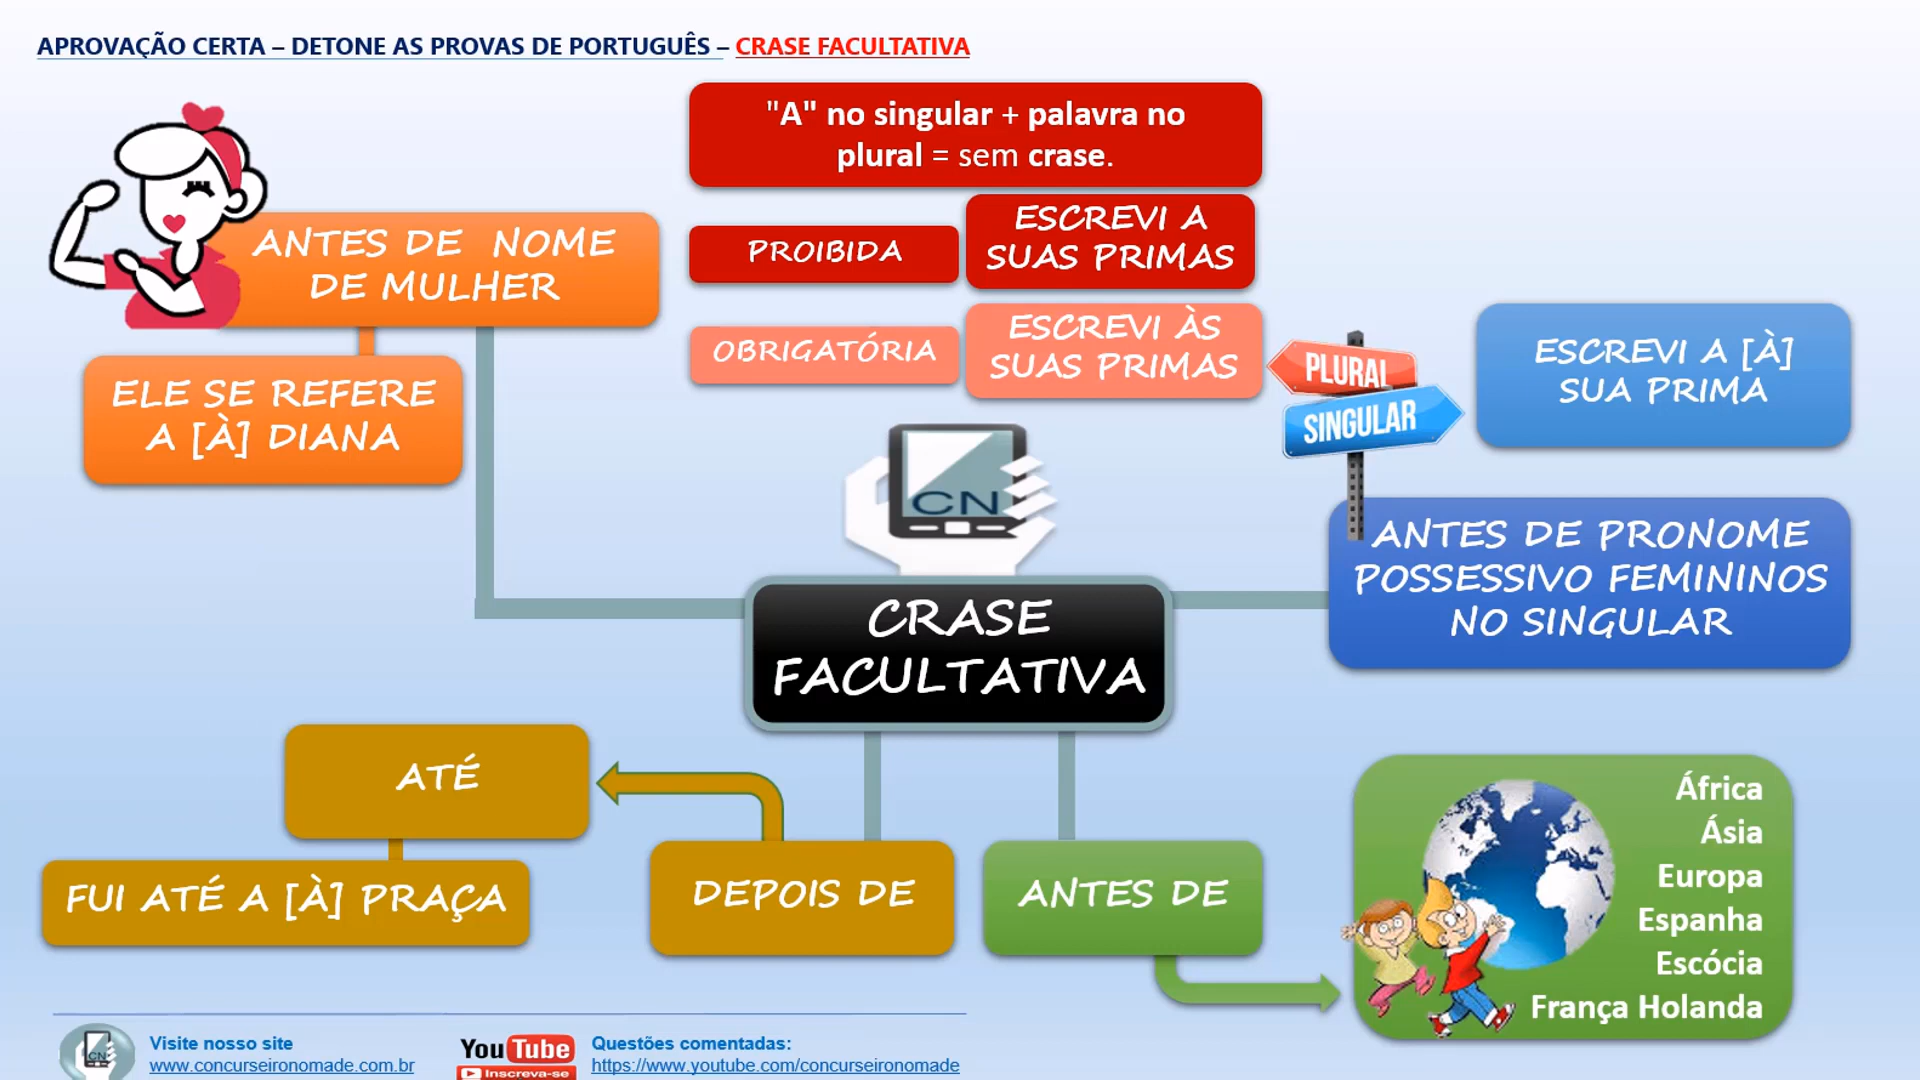 APROVAÇÃO CERTA – DETONE AS PROVAS DE PORTUGUÊS – CRASE FACULTATIVA
"A" no singular + palavra no
plural = sem crase.
PROIBIDA
ESCREVI A
SUAS PRIMAS
OBRIGATÓRIA
ESCREVI ÀS
SUAS PRIMAS
ANTES DE NOME
DE MULHER
ELE SE REFERE
A [À] DIANA
PLURAL
SINGULAR
ESCREVI A [À]
SUA PRIMA
ANTES DE PRONOME
POSSESSIVO FEMININOS
NO SINGULAR
CN
CRASE
FACULTATIVA
ATÉ
FUI ATÉ A [À] PRAÇA
DEPOIS DE
ANTES DE
África
Ásia
Europa
Espanha
Escócia
França Holanda
CN
Visite nosso site
www.concurseironomade.com.br
YouTube
Inscreva-se
Questões comentadas:
https://www.youtube.com/concurseironomade